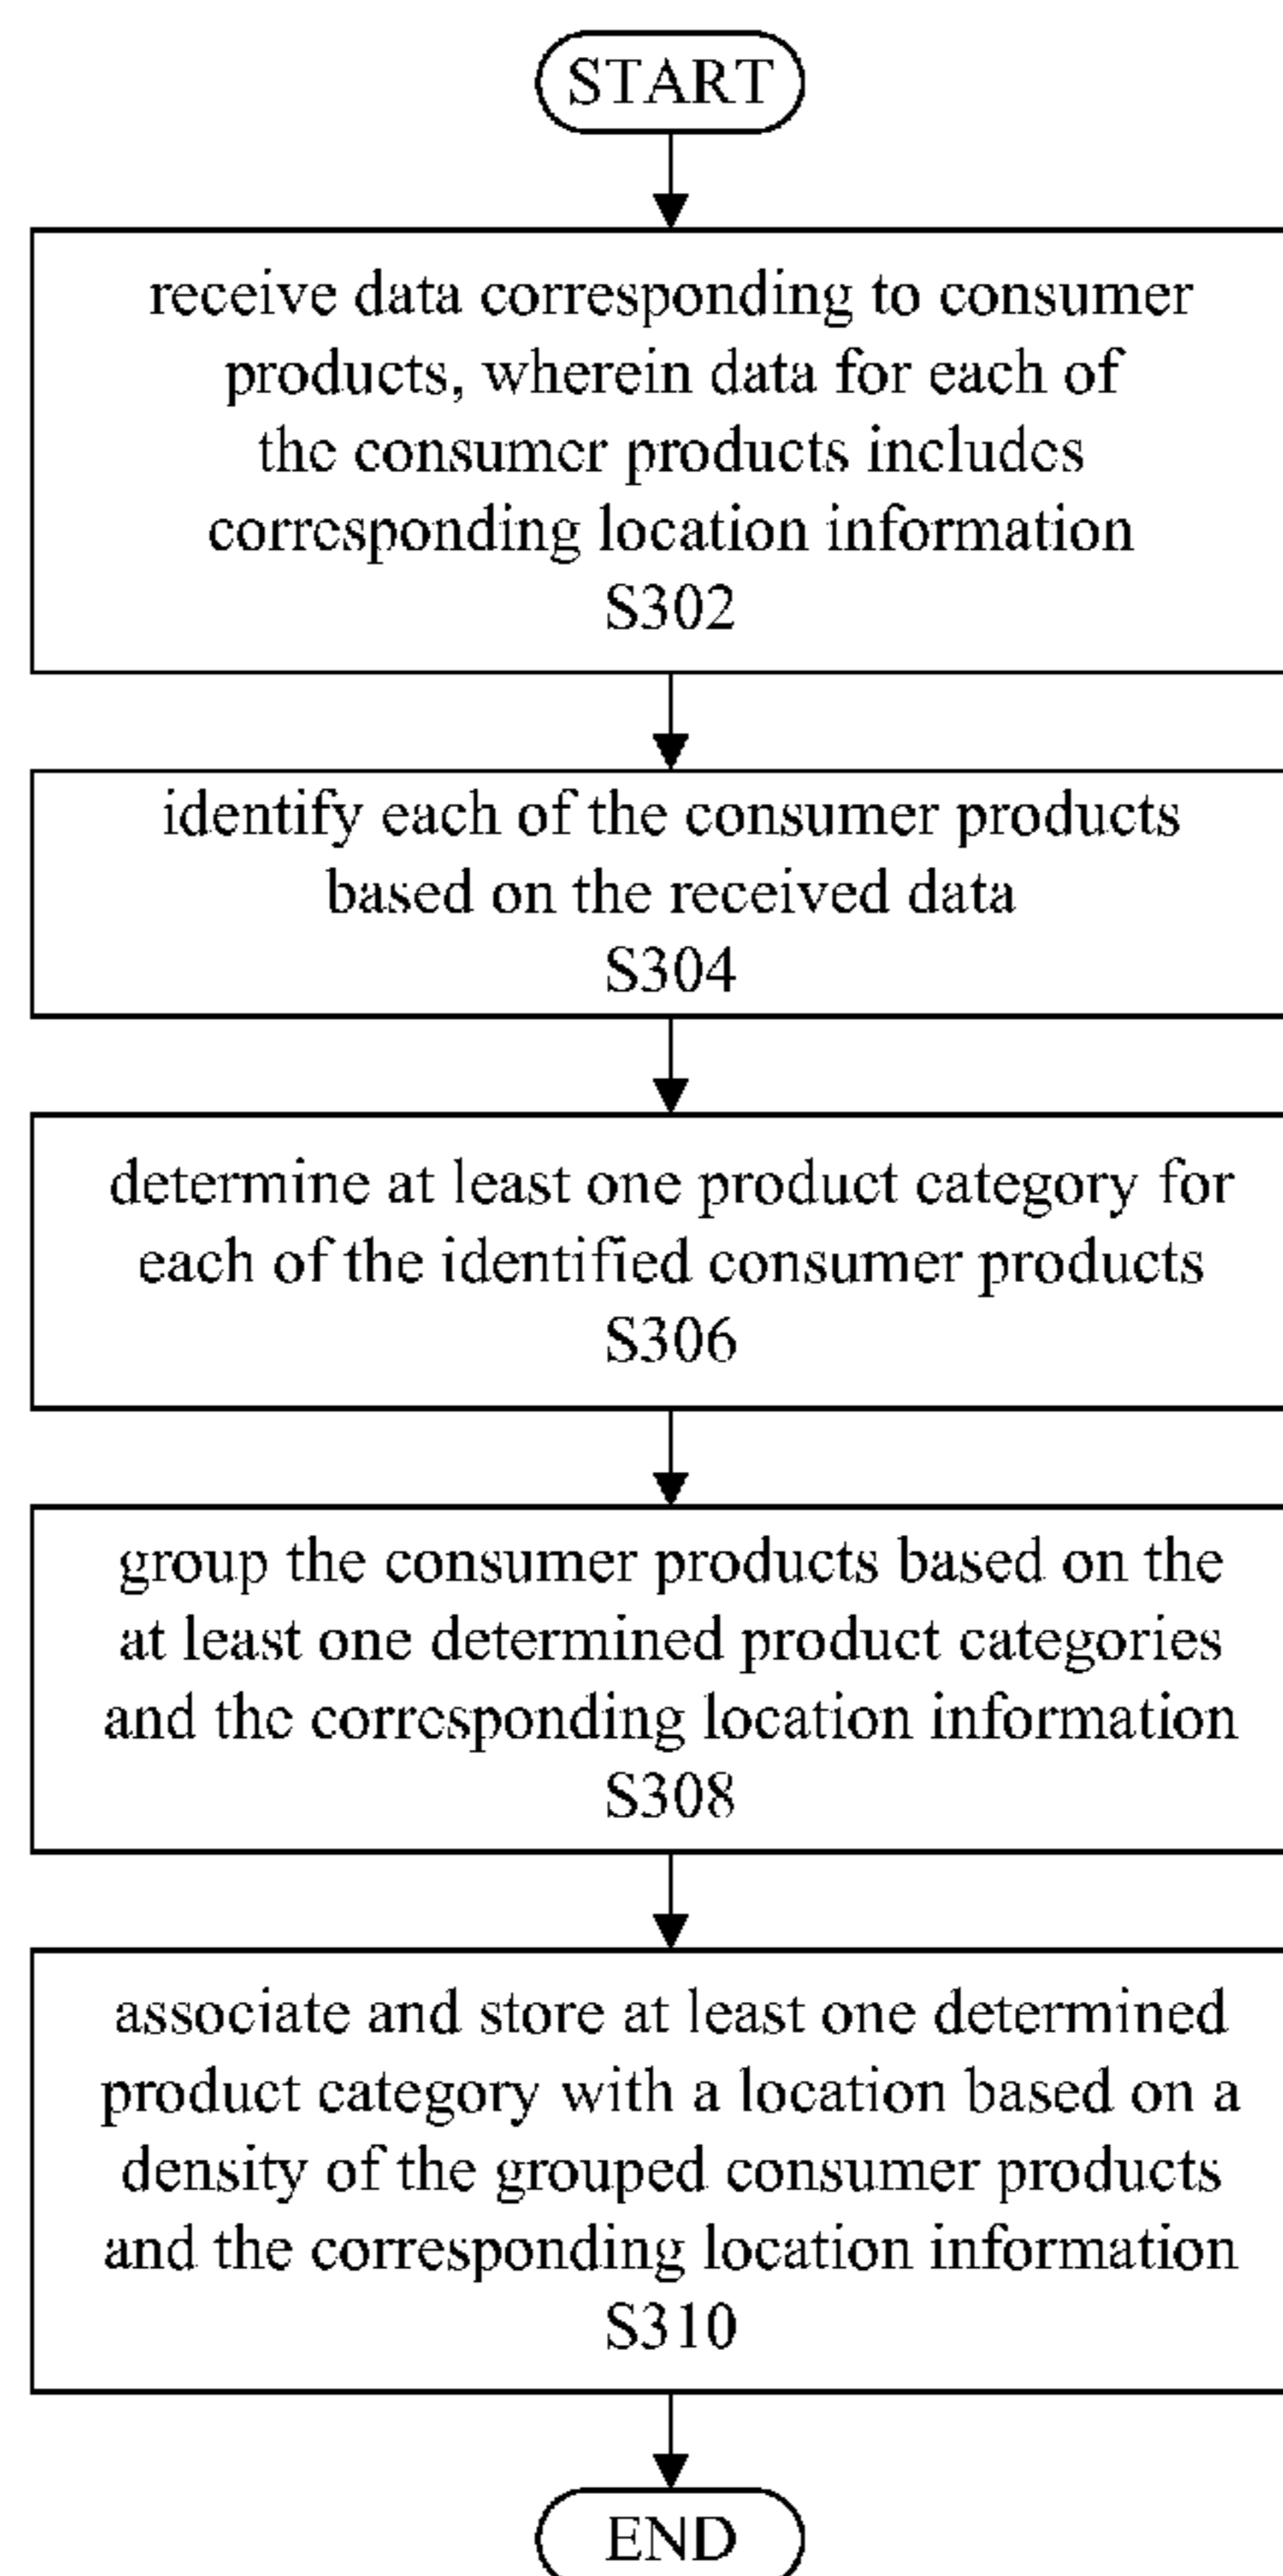 START
receive data corresponding to consumer
products, wherein data for each of
the consumer products includes
corresponding location information
S302
identify each of the consumer products
based on the received data
S304
determine at least one product category for
each of the identified consumer products
S306
group the consumer products based on the
at least one determined product categories
and the corresponding location information
S308
associate and store at least one determined
product category with a location based on a
density of the grouped consumer products
and the corresponding location information
S310
END